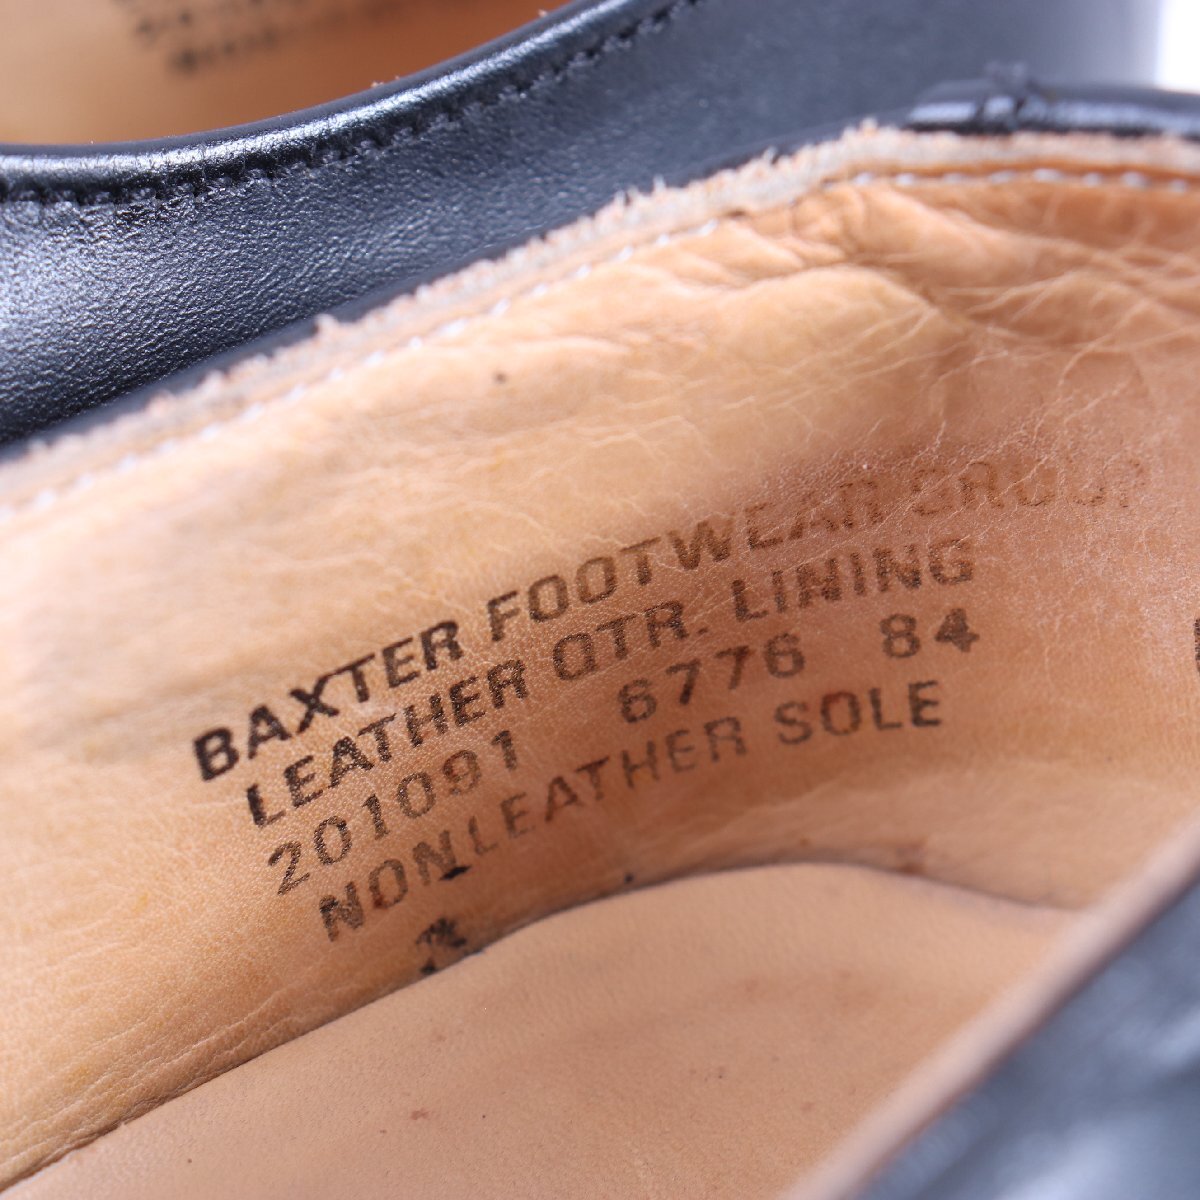 BAXTER FOOTWEAR GROUP
LEATHER QTR. LINING
201091 6776 84
NONLEATHER SOLE